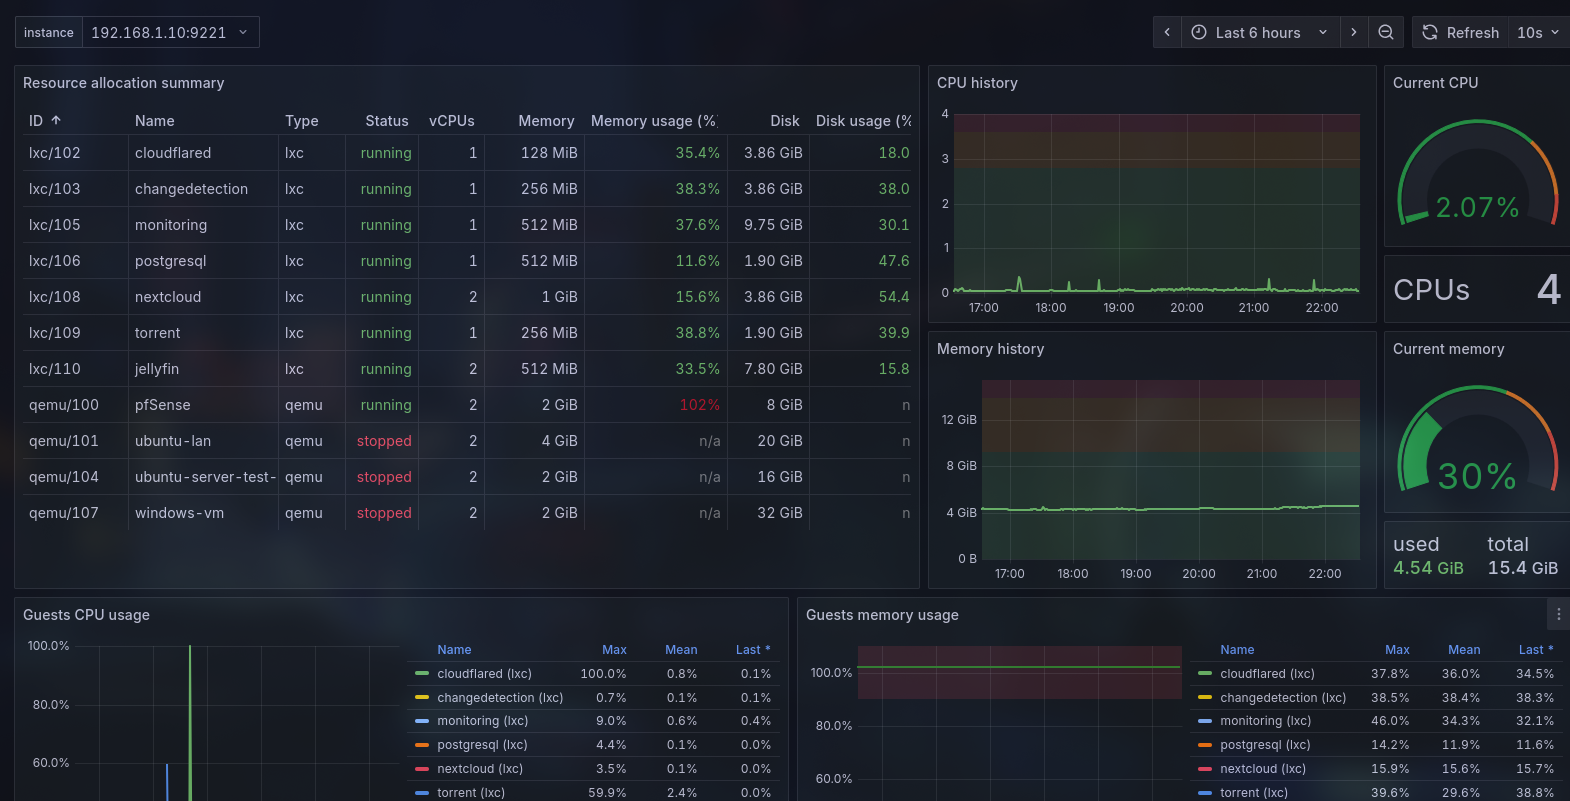 instance 192.168.1.10:9221
Last 6 hours Refresh 10s
Resource allocation summary
ID Name Type Status vCPUs Memory Memory usage (%) Disk Disk usage (%
lxc/102 cloudflared lxc running 1 128 MiB 35.4% 3.86 GiB 18.0
lxc/103 changedetection lxc running 1 256 MiB 38.3% 3.86 GiB 38.0
lxc/105 monitoring lxc running 1 512 MiB 37.6% 9.75 GiB 30.1
lxc/106 postgresql lxc running 1 512 MiB 11.6% 1.90 GiB 47.6
lxc/108 nextcloud lxc running 2 1 GiB 15.6% 3.86 GiB 54.4
lxc/109 torrent lxc running 1 256 MiB 38.8% 1.90 GiB 39.9
lxc/110 jellyfin lxc running 2 512 MiB 33.5% 7.80 GiB 15.8
qemu/100 pfSense qemu running 2 2 GiB 102% 8 GiB n
qemu/101 ubuntu-lan qemu stopped 2 4 GiB n/a 20 GiB n
qemu/104 ubuntu-server-test- qemu stopped 2 2 GiB n/a 16 GiB n
qemu/107 windows-vm qemu stopped 2 2 GiB n/a 32 GiB n
CPU history
4
3
2
1
0
17:00 18:00 19:00 20:00 21:00 22:00
Current CPU
2.07%
CPUs 4
Memory history
12 GiB
8 GiB
4 GiB
0 B
17:00 18:00 19:00 20:00 21:00 22:00
Current memory
30%
used total
4.54 GiB 15.4 GiB
Guests CPU usage
100.0%
80.0%
60.0%
Name Max Mean Last *
cloudflared (lxc) 100.0% 0.8% 0.1%
changedetection (lxc) 0.7% 0.1% 0.1%
monitoring (lxc) 9.0% 0.6% 0.4%
postgresql (lxc) 4.4% 0.1% 0.0%
nextcloud (lxc) 3.5% 0.1% 0.0%
torrent (lxc) 59.9% 2.4% 0.0%
Guests memory usage
100.0%
80.0%
60.0%
Name Max Mean Last *
cloudflared (lxc) 37.8% 36.0% 34.5%
changedetection (lxc) 38.5% 38.4% 38.3%
monitoring (lxc) 46.0% 34.3% 32.1%
postgresql (lxc) 14.2% 11.9% 11.6%
nextcloud (lxc) 15.9% 15.6% 15.7%
torrent (lxc) 39.6% 29.6% 38.8%